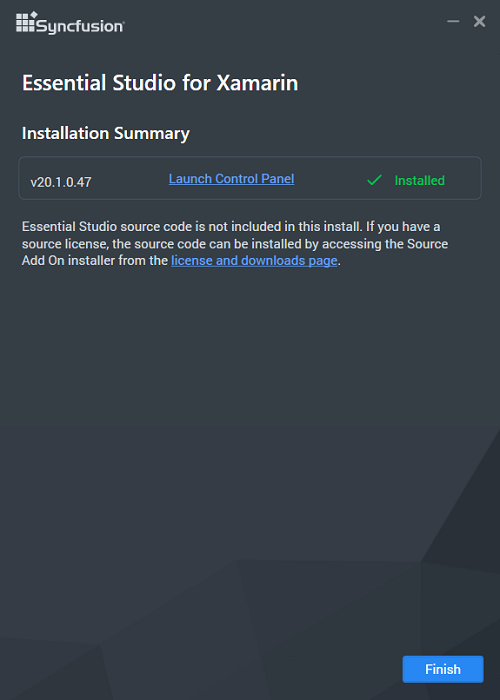 Syncfusion®
Essential Studio for Xamarin
Installation Summary
v20.1.0.47 Launch Control Panel Installed
Essential Studio source code is not included in this install. If you have a
source license, the source code can be installed by accessing the Source
Add On installer from the license and downloads page.
Finish